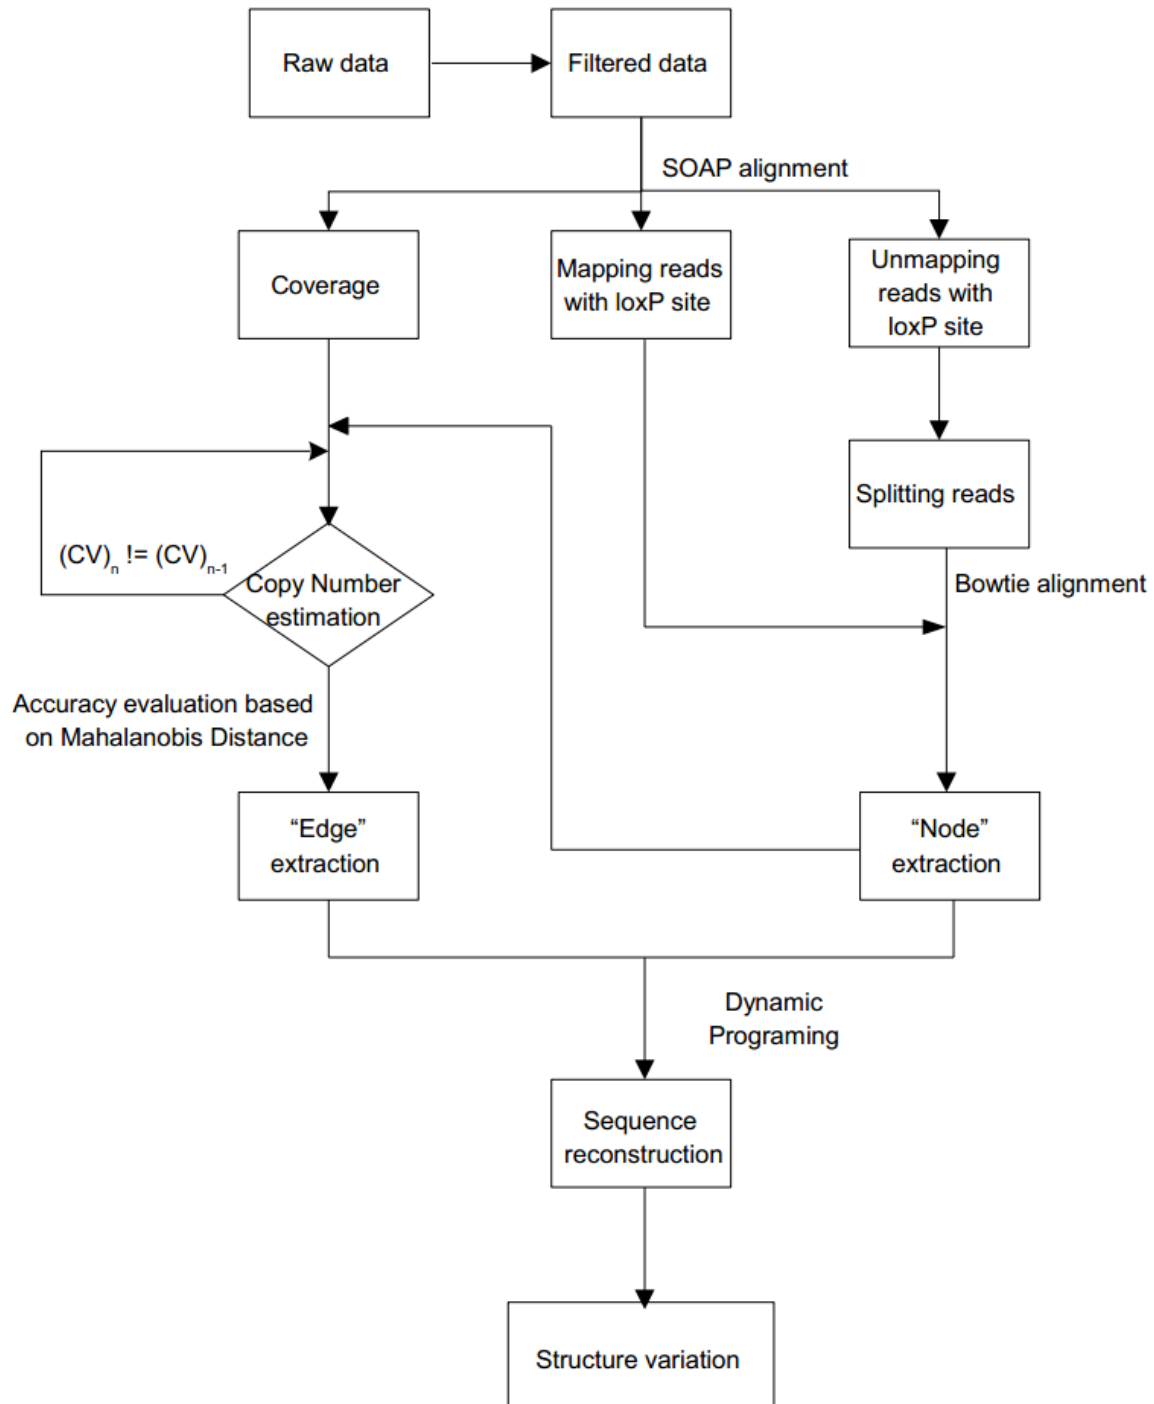 Raw data
Filtered data
SOAP alignment
Coverage
Mapping reads
with loxP site
Unmapping
reads with
loxP site
Splitting reads
(CV)n != (CV)n-1
Copy Number
estimation
Bowtie alignment
Accuracy evaluation based
on Mahalanobis Distance
“Edge”
extraction
“Node”
extraction
Dynamic
Programing
Sequence
reconstruction
Structure variation